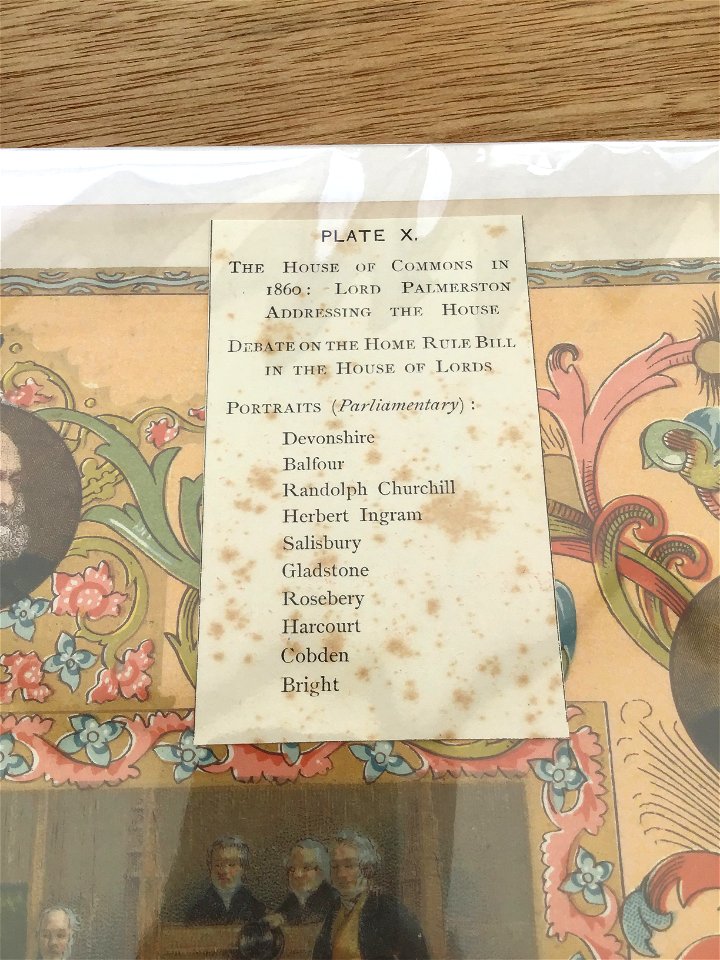 PLATE X.
The House of Commons in
1860: Lord Palmerston
Addressing the House
Debate on the Home Rule Bill
in the House of Lords
Portraits (Parliamentary):
Devonshire
Balfour
Randolph Churchill
Herbert Ingram
Salisbury
Gladstone
Rosebery
Harcourt
Cobden
Bright